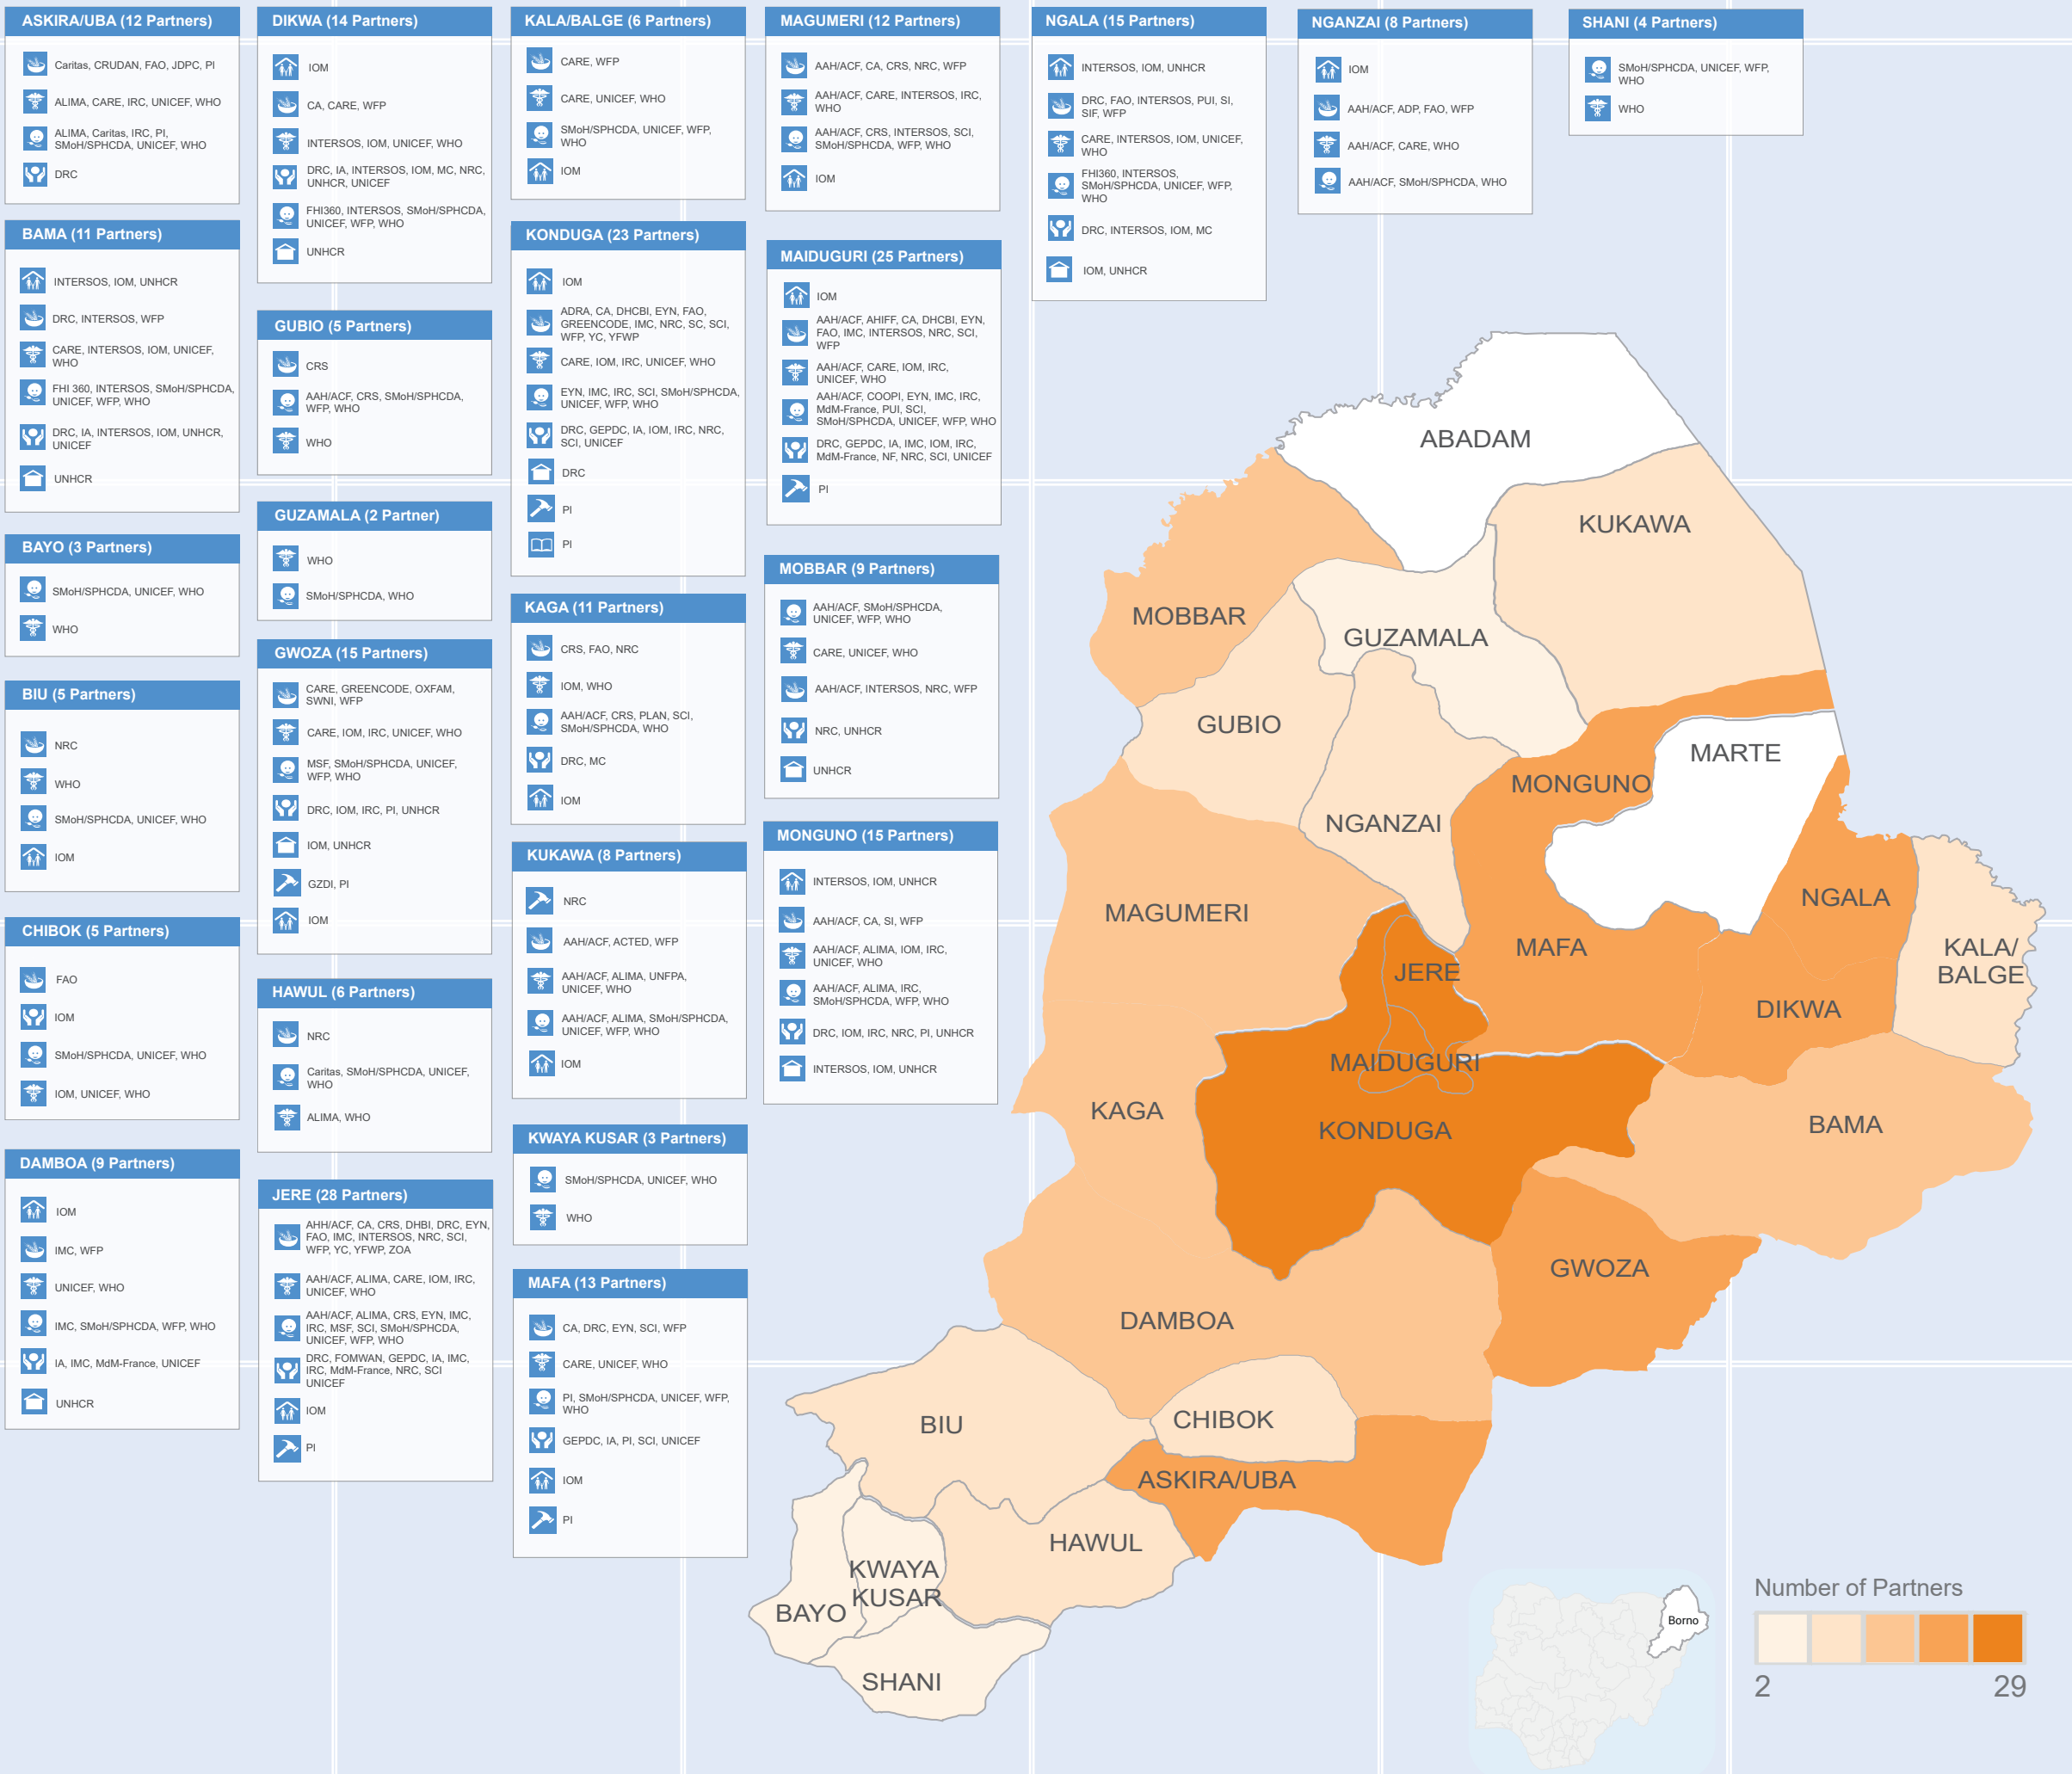 ASKIRA/UBA (12 Partners)
Caritas, CRUDAN, FAO, JDPC, PI
ALIMA, CARE, IRC, UNICEF, WHO
ALIMA, Caritas, IRC, PI,
SMoH/SPHCDA, UNICEF, WHO
DRC
BAMA (11 Partners)
INTERSOS, IOM, UNHCR
DRC, INTERSOS, WFP
CARE, INTERSOS, IOM, UNICEF,
WHO
FHI 360, INTERSOS, SMoH/SPHCDA,
UNICEF, WFP, WHO
DRC, IA, INTERSOS, IOM, UNHCR,
UNICEF
UNHCR
BAYO (3 Partners)
SMoH/SPHCDA, UNICEF, WHO
WHO
BIU (5 Partners)
NRC
WHO
SMoH/SPHCDA, UNICEF, WHO
IOM
CHIBOK (5 Partners)
FAO
IOM
SMoH/SPHCDA, UNICEF, WHO
IOM, UNICEF, WHO
DAMBOA (9 Partners)
IOM
IMC, WFP
UNICEF, WHO
IMC, SMoH/SPHCDA, WFP, WHO
IA, IMC, MdM-France, UNICEF
UNHCR
DIKWA (14 Partners)
IOM
CA, CARE, WFP
INTERSOS, IOM, UNICEF, WHO
DRC, IA, INTERSOS, IOM, MC, NRC,
UNHCR, UNICEF
FHI360, INTERSOS, SMoH/SPHCDA,
UNICEF, WFP, WHO
UNHCR
GUBIO (5 Partners)
CRS
AAH/ACF, CRS, SMoH/SPHCDA,
WFP, WHO
WHO
GUZAMALA (2 Partner)
WHO
SMoH/SPHCDA, WHO
GWOZA (15 Partners)
CARE, GREENCODE, OXFAM,
SWNI, WFP
CARE, IOM, IRC, UNICEF, WHO
MSF, SMoH/SPHCDA, UNICEF,
WFP, WHO
DRC, IOM, IRC, PI, UNHCR
IOM, UNHCR
GZDI, PI
IOM
HAWUL (6 Partners)
NRC
Caritas, SMoH/SPHCDA, UNICEF,
WHO
ALIMA, WHO
JERE (28 Partners)
AHH/ACF, CA, CRS, DHBI, DRC, EYN,
FAO, IMC, INTERSOS, NRC, SCI,
WFP, YC, YFWP, ZOA
AAH/ACF, ALIMA, CARE, IOM, IRC,
UNICEF, WHO
AAH/ACF, ALIMA, CRS, EYN, IMC,
IRC, MSF, SCI, SMoH/SPHCDA,
UNICEF, WFP, WHO
DRC, FOMWAN, GEPDC, IA, IMC,
IRC, MdM-France, NRC, SCI
UNICEF
IOM
PI
KALA/BALGE (6 Partners)
CARE, WFP
CARE, UNICEF, WHO
SMoH/SPHCDA, UNICEF, WFP,
WHO
IOM
KONDUGA (23 Partners)
IOM
ADRA, CA, DHCBI, EYN, FAO,
GREENCODE, IMC, NRC, SC, SCI,
WFP, YC, YFWP
CARE, IOM, IRC, UNICEF, WHO
EYN, IMC, IRC, SCI, SMoH/SPHCDA,
UNICEF, WFP, WHO
DRC, GEPDC, IA, IOM, IRC, NRC,
SCI, UNICEF
DRC
PI
PI
KAGA (11 Partners)
CRS, FAO, NRC
IOM, WHO
AAH/ACF, CRS, PLAN, SCI,
SMoH/SPHCDA, WHO
DRC, MC
IOM
KUKAWA (8 Partners)
NRC
AAH/ACF, ACTED, WFP
AAH/ACF, ALIMA, UNFPA,
UNICEF, WHO
AAH/ACF, ALIMA, SMoH/SPHCDA,
UNICEF, WFP, WHO
IOM
KWAYA KUSAR (3 Partners)
SMoH/SPHCDA, UNICEF, WHO
WHO
MAFA (13 Partners)
CA, DRC, EYN, SCI, WFP
CARE, UNICEF, WHO
PI, SMoH/SPHCDA, UNICEF, WFP,
WHO
GEPDC, IA, PI, SCI, UNICEF
IOM
PI
MAGUMERI (12 Partners)
AAH/ACF, CA, CRS, NRC, WFP
AAH/ACF, CARE, INTERSOS, IRC,
WHO
AAH/ACF, CRS, INTERSOS, SCI,
SMoH/SPHCDA, WFP, WHO
IOM
MAIDUGURI (25 Partners)
IOM
AAH/ACF, AHIFF, CA, DHCBI, EYN,
FAO, IMC, INTERSOS, NRC, SCI,
WFP
AAH/ACF, CARE, IOM, IRC,
UNICEF, WHO
AAH/ACF, COOPI, EYN, IMC, IRC,
MdM-France, PUI, SCI,
SMoH/SPHCDA, UNICEF, WFP, WHO
DRC, GEPDC, IA, IMC, IOM, IRC,
MdM-France, NF, NRC, SCI, UNICEF
PI
MOBBAR (9 Partners)
AAH/ACF, SMoH/SPHCDA,
UNICEF, WFP, WHO
CARE, UNICEF, WHO
AAH/ACF, INTERSOS, NRC, WFP
NRC, UNHCR
UNHCR
MONGUNO (15 Partners)
INTERSOS, IOM, UNHCR
AAH/ACF, CA, SI, WFP
AAH/ACF, ALIMA, IOM, IRC,
UNICEF, WHO
AAH/ACF, ALIMA, IRC,
SMoH/SPHCDA, WFP, WHO
DRC, IOM, IRC, NRC, PI, UNHCR
INTERSOS, IOM, UNHCR
NGALA (15 Partners)
INTERSOS, IOM, UNHCR
DRC, FAO, INTERSOS, PUI, SI,
SIF, WFP
CARE, INTERSOS, IOM, UNICEF,
WHO
FHI360, INTERSOS,
SMoH/SPHCDA, UNICEF, WFP,
WHO
DRC, INTERSOS, IOM, MC
IOM, UNHCR
NGANZAI (8 Partners)
IOM
AAH/ACF, ADP, FAO, WFP
AAH/ACF, CARE, WHO
AAH/ACF, SMoH/SPHCDA, WHO
SHANI (4 Partners)
SMoH/SPHCDA, UNICEF, WFP,
WHO
WHO
ABADAM
KUKAWA
MOBBAR
GUZAMALA
GUBIO
MARTE
MONGUNO
NGANZAI
NGALA
MAGUMERI
MAFA
KALA/
BALGE
JERE
DIKWA
MAIDUGURI
KAGA
KONDUGA
BAMA
GWOZA
DAMBOA
CHIBOK
BIU
ASKIRA/UBA
HAWUL
KWAYA
KUSAR
BAYO
SHANI
Borno
Number of Partners
2
29